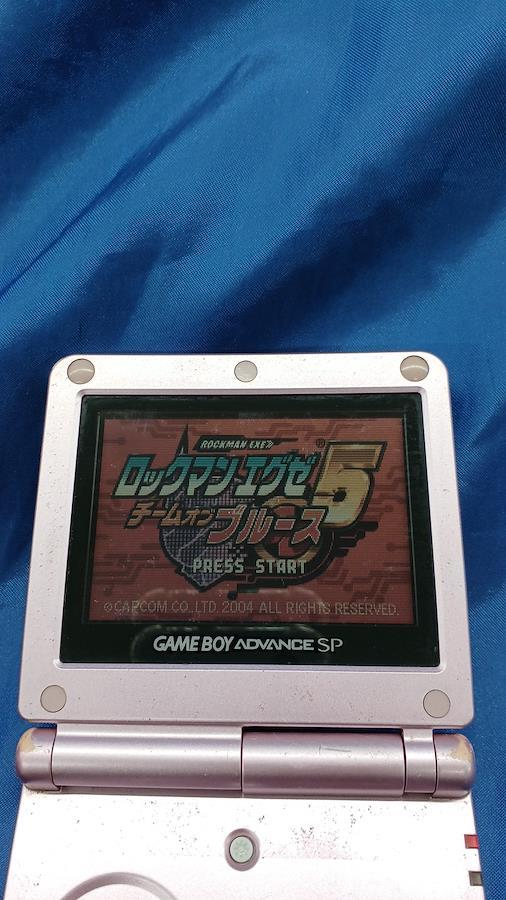 ROCKMAN EXE
ロックマンエグゼ5
®
チームオブブルース
PRESS START
©CAPCOM CO.,LTD. 2004 ALL RIGHTS RESERVED.
GAME BOY ADVANCE SP